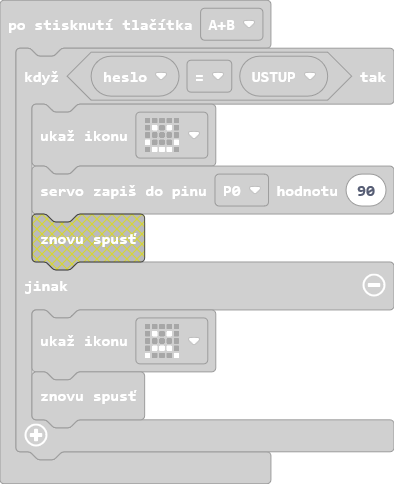 po stisknutí tlačítka A+B
když heslo = USTUP tak
ukaž ikonu
servo zapiš do pinu P0 hodnotu 90
znovu spusť
jinak
ukaž ikonu
znovu spusť